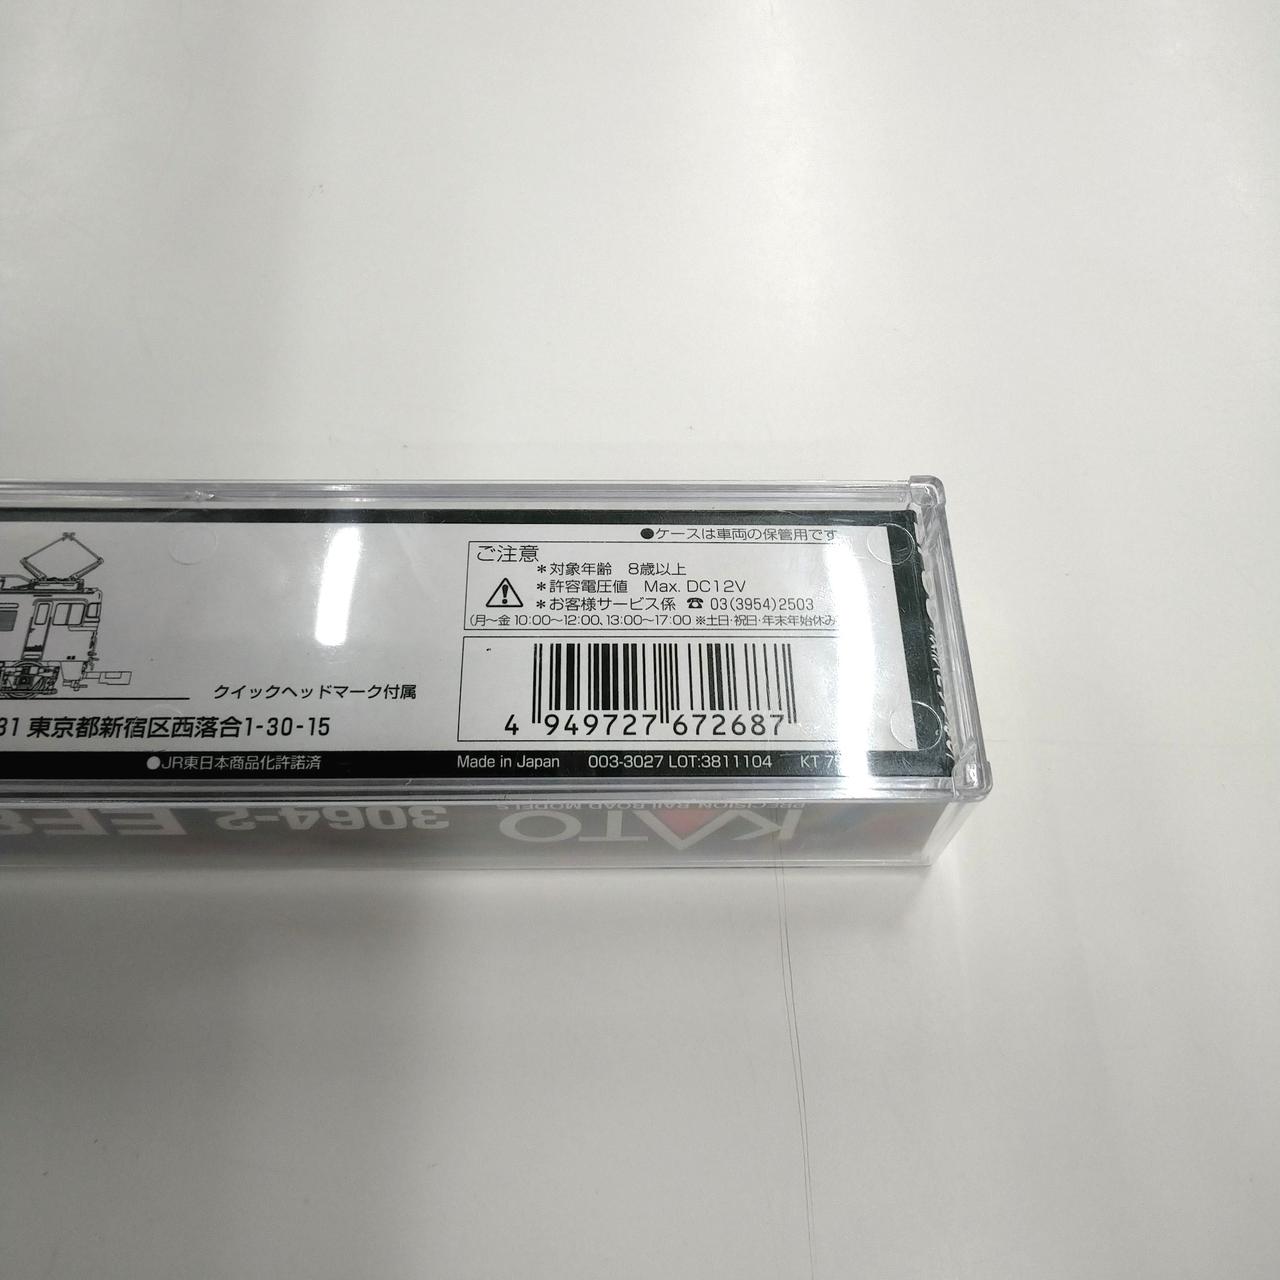 ●ケースは車両の保管用です
ご注意
＊対象年齢 8歳以上
＊許容電圧値 Max. DC12V
＊お客様サービス係 ☎ 03(3954)2503
(月〜金 10:00〜12:00、13:00〜17:00 ※土日・祝日・年末年始休み
クイックヘッドマーク付属
31 東京都新宿区西落合1-30-15
4 949727 672687
●JR東日本商品化許諾済
Made in Japan 003-3027 LOT:3811104 KT
KATO
PRECISION RAILROAD MODELS
3064-2